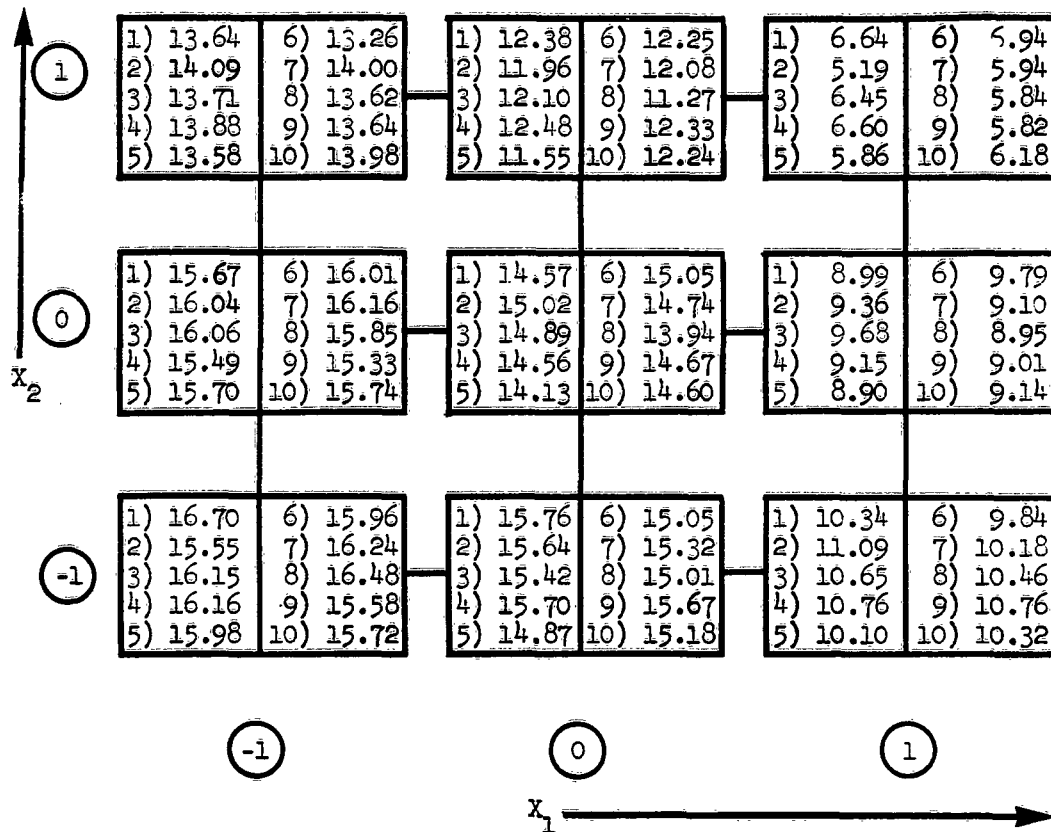 1) 13.64 6) 13.26 1) 12.38 6) 12.25 1) 6.64 6) 5.94
1 2) 14.09 7) 14.00 2) 11.96 7) 12.08 2) 5.19 7) 5.94
3) 13.71 8) 13.62 3) 12.10 8) 11.27 3) 6.45 8) 5.84
4) 13.88 9) 13.64 4) 12.48 9) 12.33 4) 6.60 9) 5.82
5) 13.58 10) 13.98 5) 11.55 10) 12.24 5) 5.86 10) 6.18
1) 15.67 6) 16.01 1) 14.57 6) 15.05 1) 8.99 6) 9.79
2) 16.04 7) 16.16 2) 15.02 7) 14.74 2) 9.36 7) 9.10
0 3) 16.06 8) 15.85 3) 14.89 8) 13.94 3) 9.68 8) 8.95
4) 15.49 9) 15.33 4) 14.56 9) 14.67 4) 9.15 9) 9.01
X2 5) 15.70 10) 15.74 5) 14.13 10) 14.60 5) 8.90 10) 9.14
1) 16.70 6) 15.96 1) 15.76 6) 15.05 1) 10.34 6) 9.84
2) 15.55 7) 16.24 2) 15.64 7) 15.32 2) 11.09 7) 10.18
-1 3) 16.15 8) 16.48 3) 15.42 8) 15.01 3) 10.65 8) 10.46
4) 16.16 9) 15.58 4) 15.70 9) 15.67 4) 10.76 9) 10.76
5) 15.98 10) 15.72 5) 14.87 10) 15.18 5) 10.10 10) 10.32
-1 0 1
X1